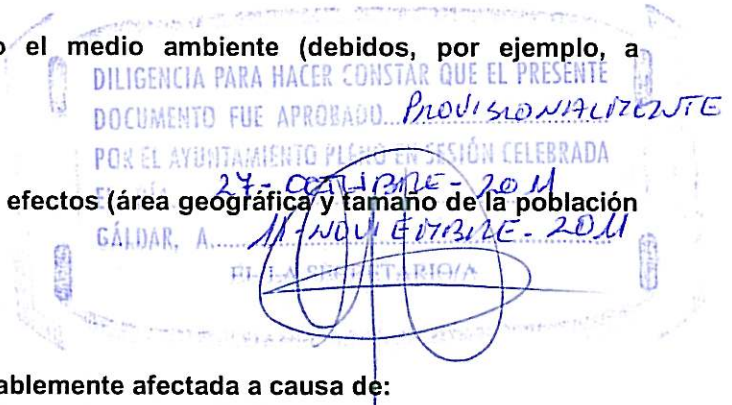 o el medio ambiente (debidos, por ejemplo, a
DILIGENCIA PARA HACER CONSTAR QUE EL PRESENTE
DOCUMENTO FUE APROBADO... PROVISIONALMENTE
POR EL AYUNTAMIENTO PLENO EN SESIÓN CELEBRADA
27-OCTUBRE-2011
efectos (área geográfica y tamaño de la población
GÁLDAR, A...... 11-NOVIEMBRE-2011
EL LA SECRETARIO/A
ablemente afectada a causa de: